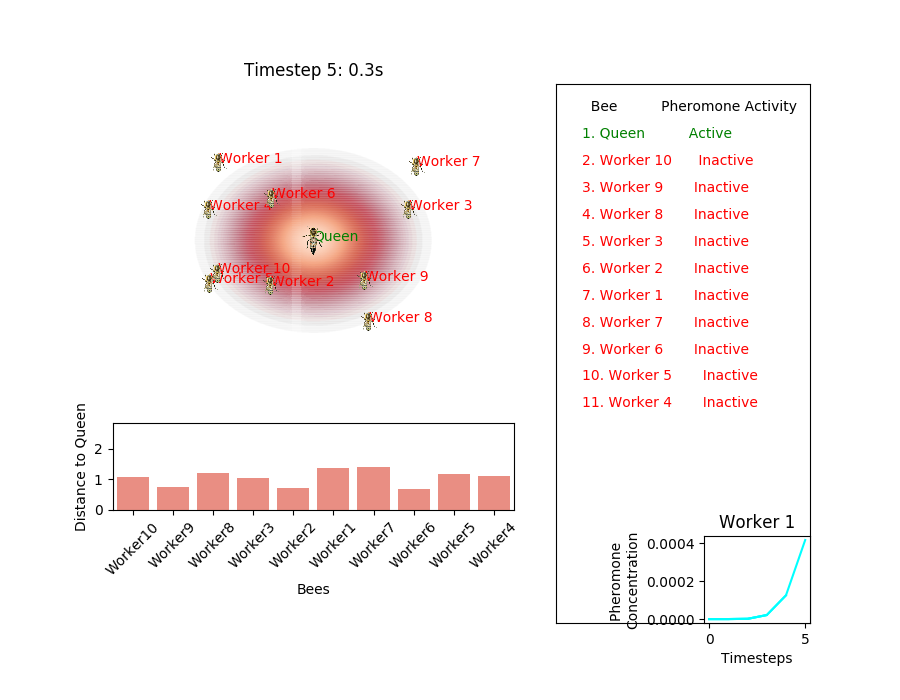 Timestep 5: 0.3s
Worker 1
Worker 7
Worker 6
Worker
Worker 3
Queen
Worker 10
Worker 9
Worker 2
Worker 8
Distance to Queen
2
1
0
Worker10
Worker9
Worker8
Worker3
Worker2
Worker1
Worker7
Worker6
Worker5
Worker4
Bees
Bee Pheromone Activity
1. Queen Active
2. Worker 10 Inactive
3. Worker 9 Inactive
4. Worker 8 Inactive
5. Worker 3 Inactive
6. Worker 2 Inactive
7. Worker 1 Inactive
8. Worker 7 Inactive
9. Worker 6 Inactive
10. Worker 5 Inactive
11. Worker 4 Inactive
Worker 1
Pheromone
Concentration
0.0004
0.0002
0.0000
0
5
Timesteps